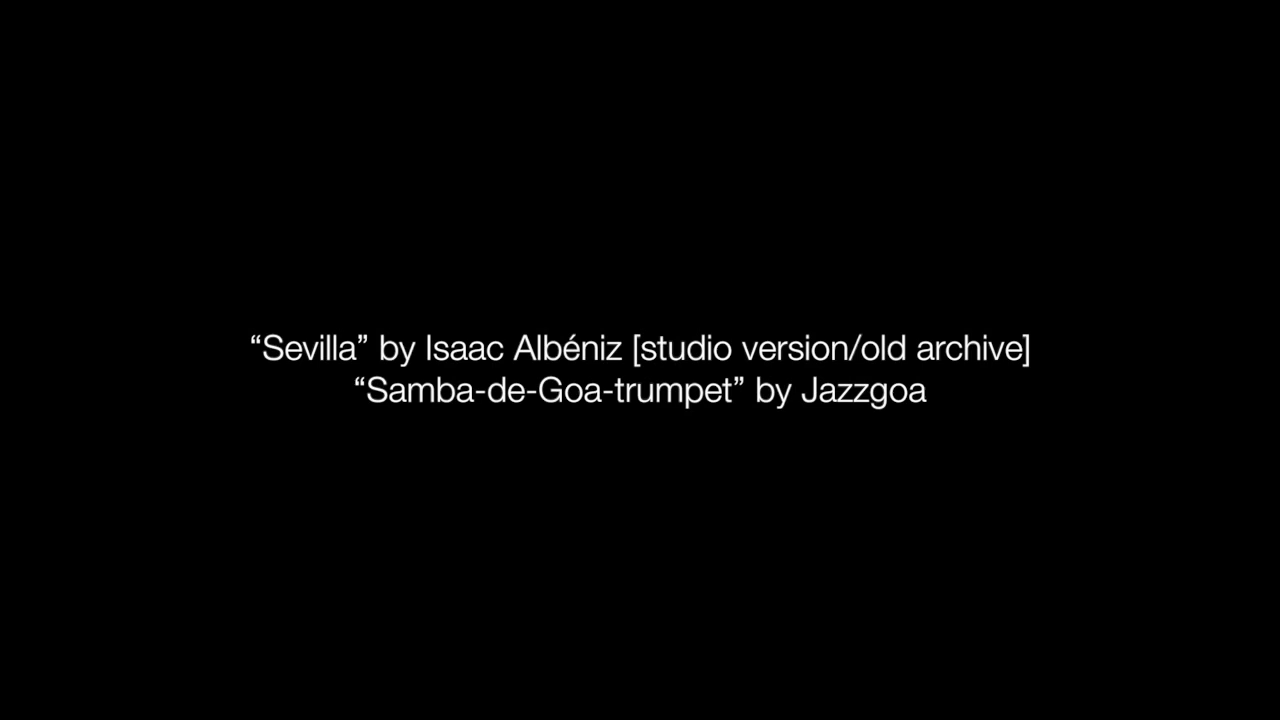 “Sevilla” by Isaac Albéniz [studio version/old archive]
“Samba-de-Goa-trumpet” by Jazzgoa